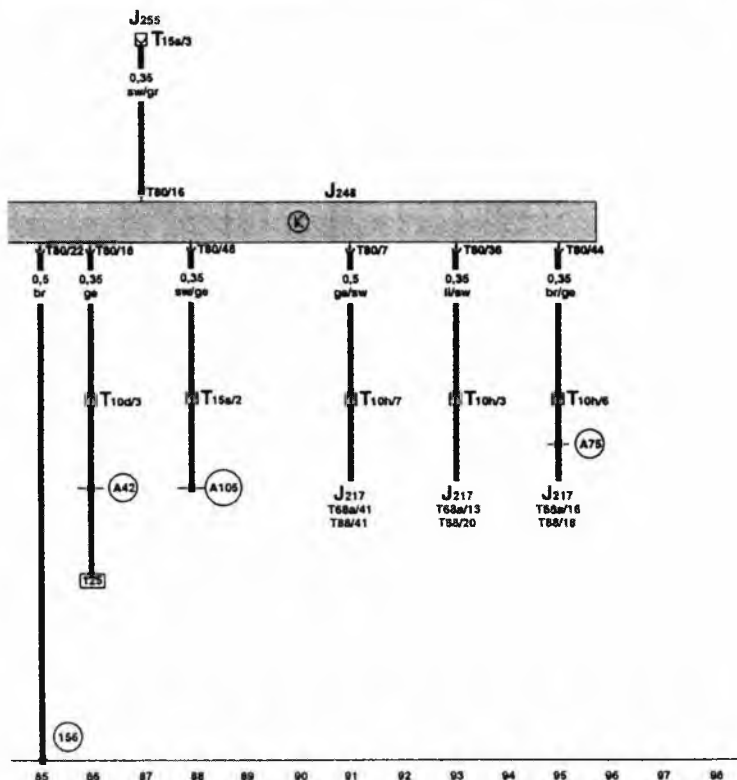 J255
T15s/3
0,35
sw/gr
T80/16
J248
K
T80/22 T80/18 T80/48 T80/7 T80/36 T80/44
0,5 0,35 0,35 0,5 0,35 0,35
br ge sw/ge ge/sw li/sw br/ge
T10d/3 T15s/2 T10h/7 T10h/3 T10h/6
A75
A42 A105
J217 J217 J217
T68a/41 T68a/13 T68a/16
T88/41 T88/20 T88/18
125
156
85 86 87 88 89 90 91 92 93 94 95 96 97 98